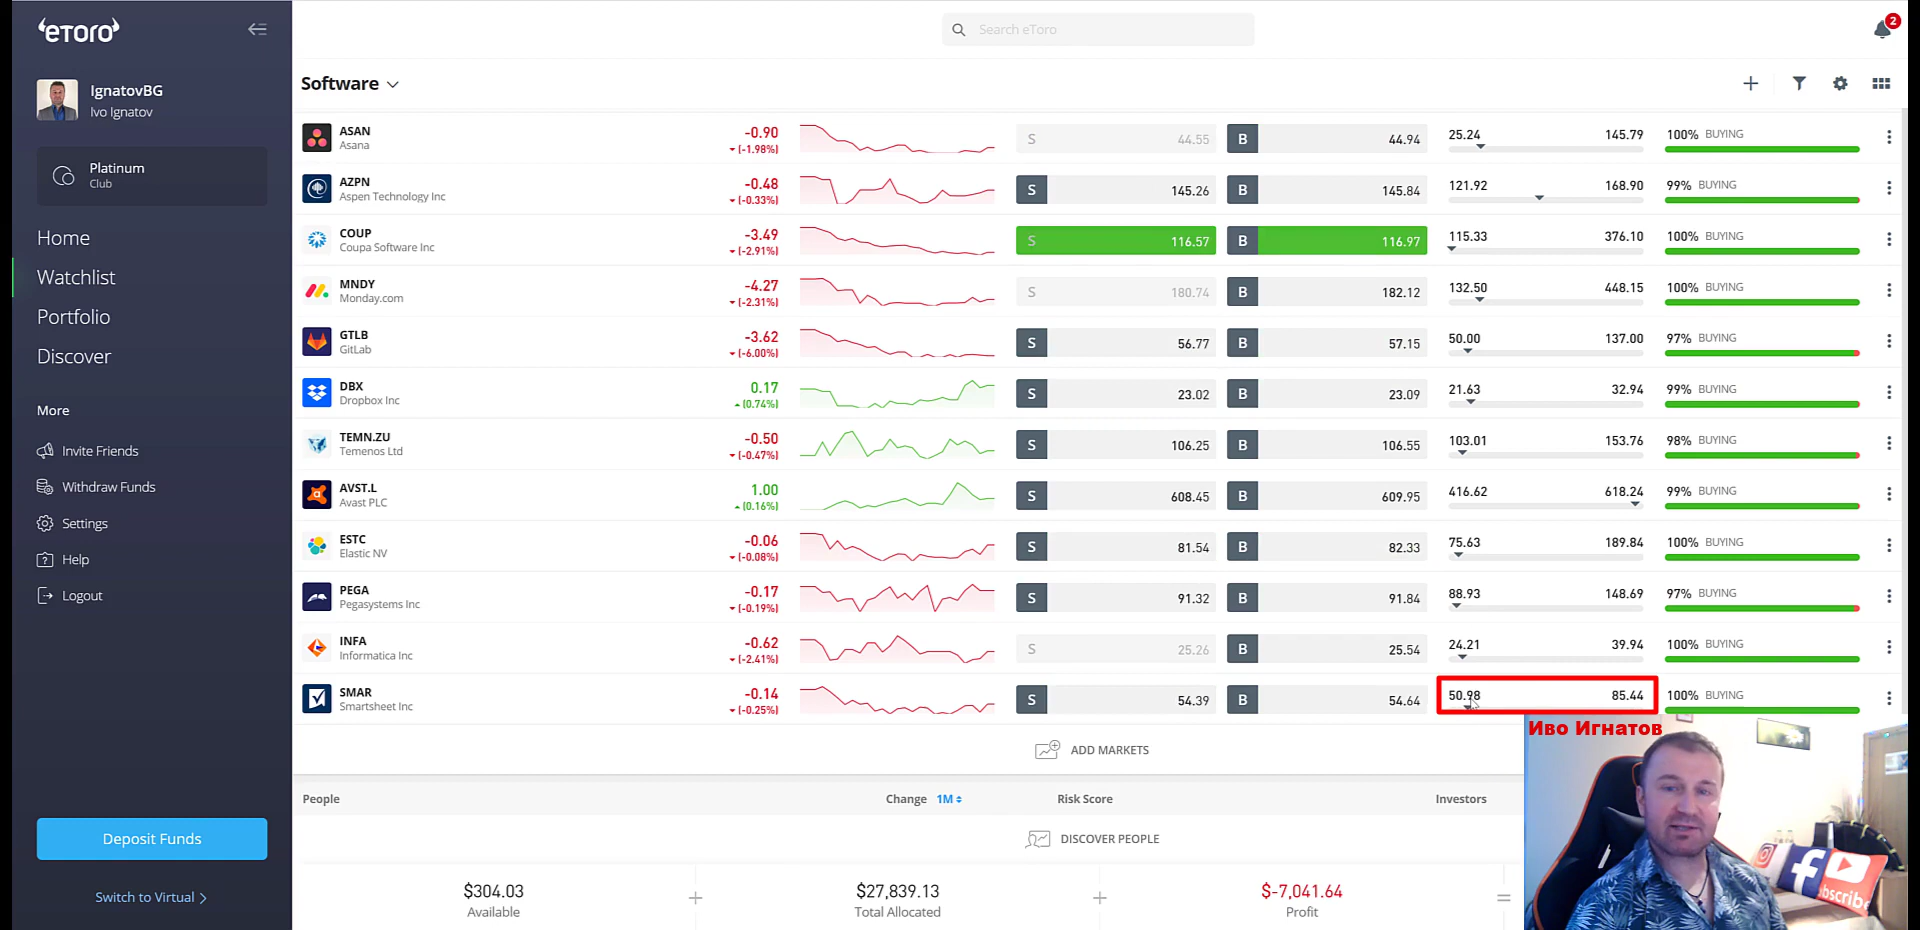 eToro
Search eToro
2
IgnatovBG
Ivo Ignatov
Platinum
Club
Home
Watchlist
Portfolio
Discover
More
Invite Friends
Withdraw Funds
Settings
Help
Logout
Deposit Funds
Switch to Virtual
Software
ASAN -0.90 S 44.55 B 44.94 25.24 145.79 100% BUYING
Asana (-1.98%)
AZPN -0.48 S 145.26 B 145.84 121.92 168.90 99% BUYING
Aspen Technology Inc (-0.33%)
COUP -3.49 S 116.57 B 116.97 115.33 376.10 100% BUYING
Coupa Software Inc (-2.91%)
MNDY -4.27 S 180.74 B 182.12 132.50 448.15 100% BUYING
Monday.com (-2.31%)
GTLB -3.62 S 56.77 B 57.15 50.00 137.00 97% BUYING
GitLab (-6.00%)
DBX 0.17 S 23.02 B 23.09 21.63 32.94 99% BUYING
Dropbox Inc (0.74%)
TEMN.ZU -0.50 S 106.25 B 106.55 103.01 153.76 98% BUYING
Temenos Ltd (-0.47%)
AVST.L 1.00 S 608.45 B 609.95 416.62 618.24 99% BUYING
Avast PLC (0.16%)
ESTC -0.06 S 81.54 B 82.33 75.63 189.84 100% BUYING
Elastic NV (-0.08%)
PEGA -0.17 S 91.32 B 91.84 88.93 148.69 97% BUYING
Pegasystems Inc (-0.19%)
INFA -0.62 S 25.26 B 25.54 24.21 39.94 100% BUYING
Informatica Inc (-2.41%)
SMAR -0.14 S 54.39 B 54.64 50.98 85.44 100% BUYING
Smartsheet Inc (-0.25%)
Иво Игнатов
ADD MARKETS
People Change 1M Risk Score Investors
DISCOVER PEOPLE
$304.03 + $27,839.13 + $-7,041.64 =
Available Total Allocated Profit